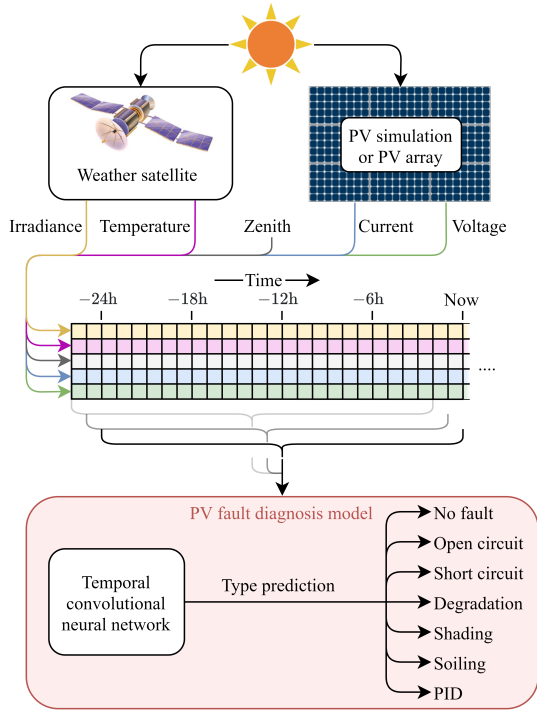 Weather satellite
PV simulation
or PV array
Irradiance Temperature Zenith Current Voltage
Time
−24h −18h −12h −6h Now
....
PV fault diagnosis model
Temporal
convolutional
neural network
Type prediction
No fault
Open circuit
Short circuit
Degradation
Shading
Soiling
PID